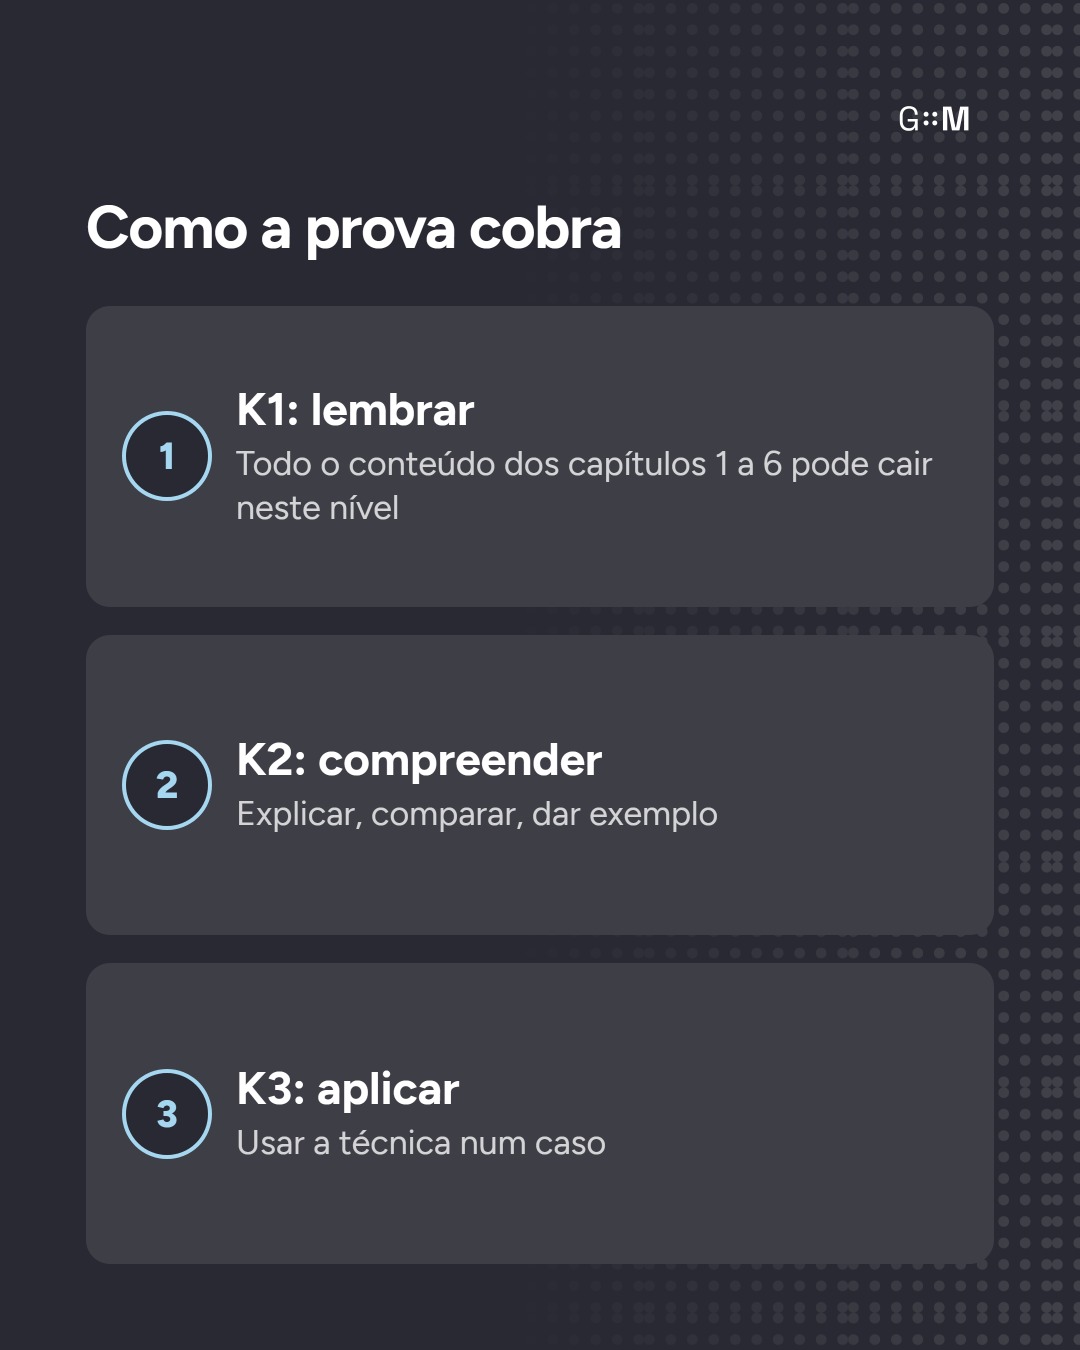 G::M
Como a prova cobra
1
K1: lembrar
Todo o conteúdo dos capítulos 1 a 6 pode cair
neste nível
2
K2: compreender
Explicar, comparar, dar exemplo
3
K3: aplicar
Usar a técnica num caso